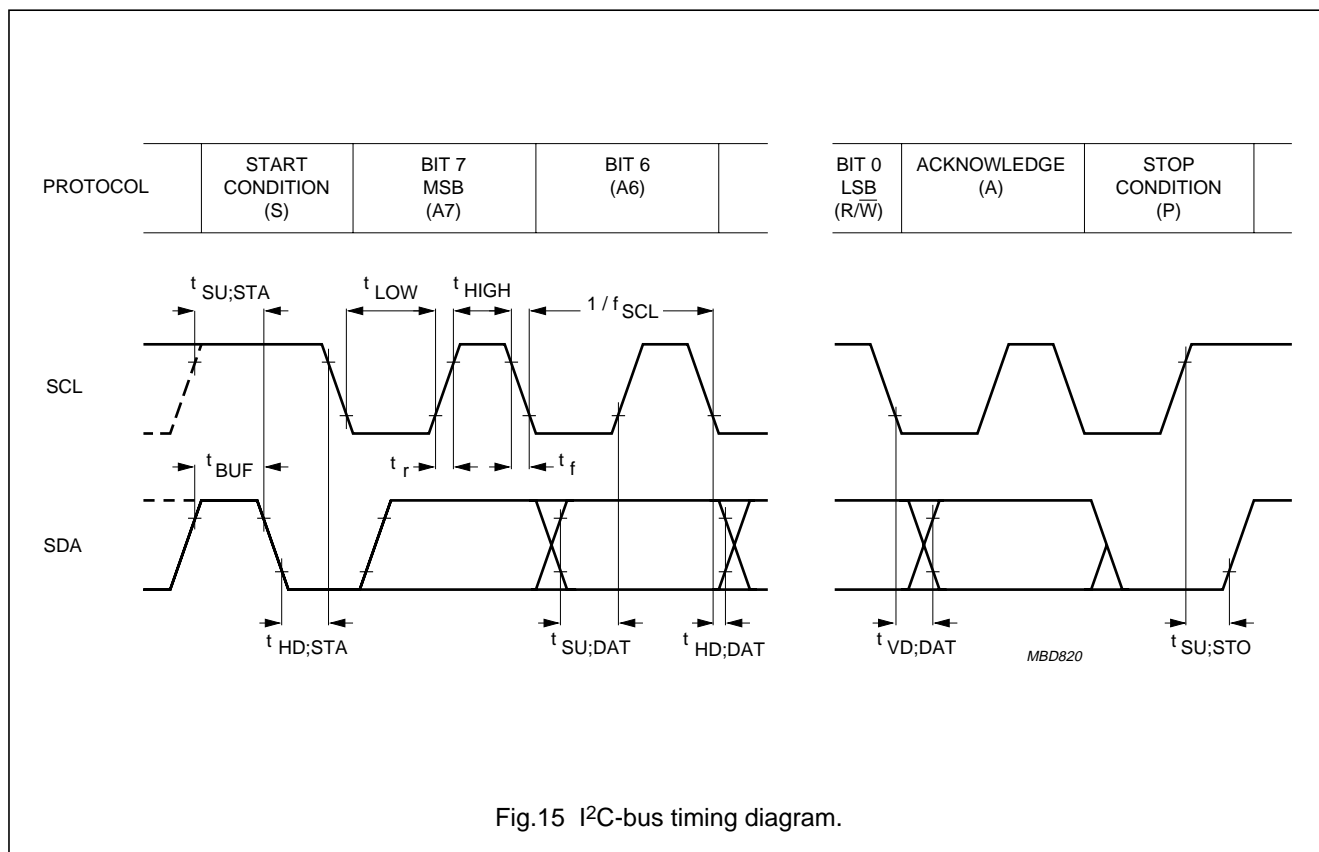 PROTOCOL
START
CONDITION
(S)
BIT 7
MSB
(A7)
BIT 6
(A6)
BIT 0
LSB
(R/W̅)
ACKNOWLEDGE
(A)
STOP
CONDITION
(P)
t SU;STA
t LOW
t HIGH
1 / f SCL
SCL
t BUF
t r
t f
SDA
t HD;STA
t SU;DAT
t HD;DAT
t VD;DAT
MBD820
t SU;STO
Fig.15 I²C-bus timing diagram.